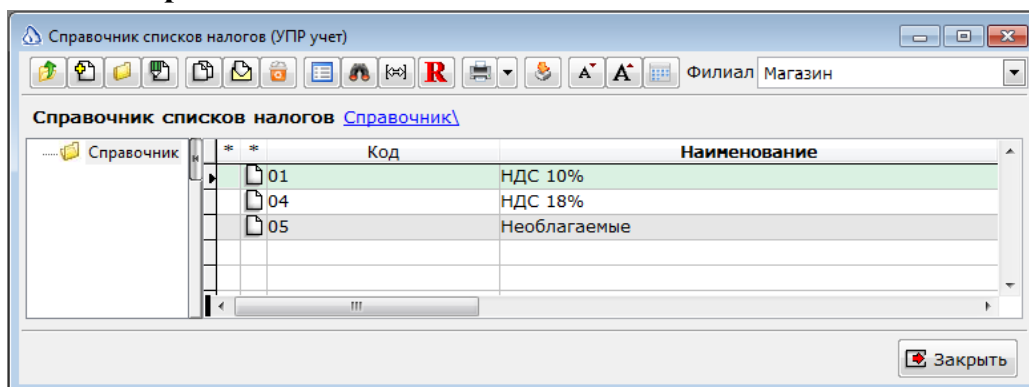 Справочник списков налогов (УПР учет)
R A A Филиал Магазин
Справочник списков налогов Справочник\
Справочник н * * Код Наименование
01 НДС 10%
04 НДС 18%
05 Необлагаемые
Закрыть